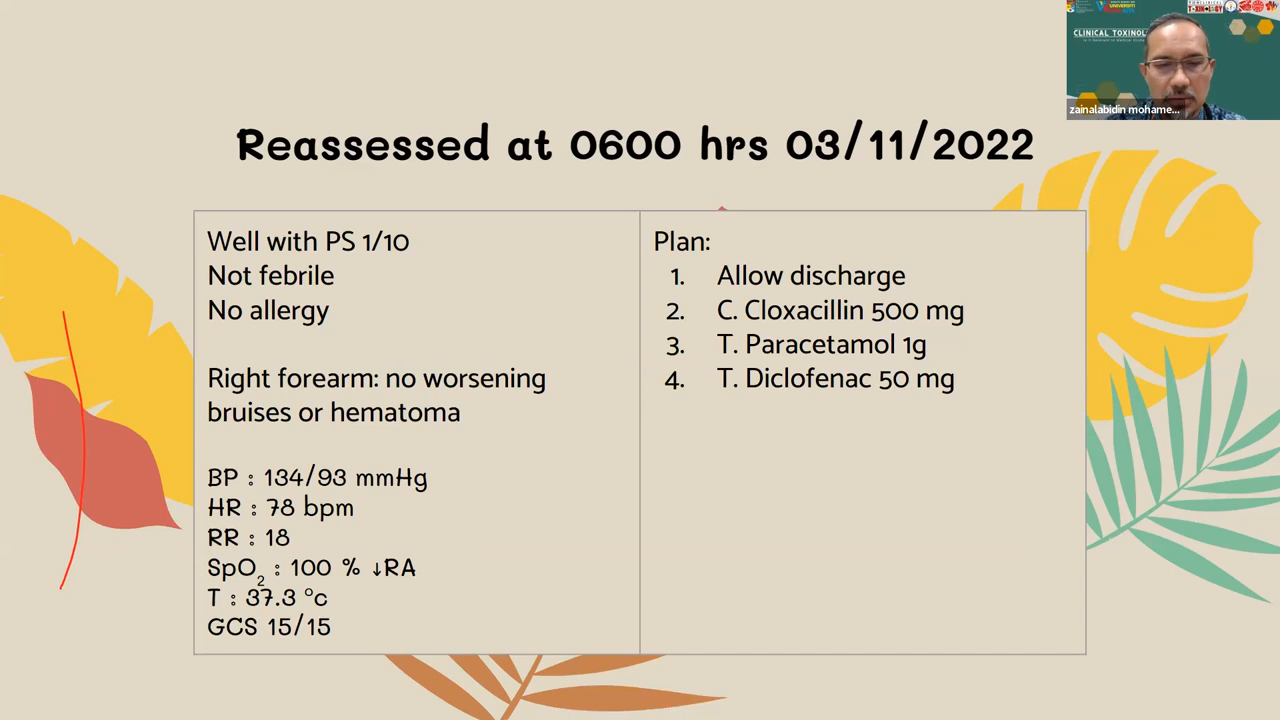 CLINICAL TOXINOL
zainalabidin mohame...
Reassessed at 0600 hrs 03/11/2022
Well with PS 1/10
Not febrile
No allergy
Right forearm: no worsening
bruises or hematoma
BP : 134/93 mmHg
HR : 78 bpm
RR : 18
SpO2 : 100 % ↓RA
T : 37.3 °c
GCS 15/15
Plan:
1. Allow discharge
2. C. Cloxacillin 500 mg
3. T. Paracetamol 1g
4. T. Diclofenac 50 mg